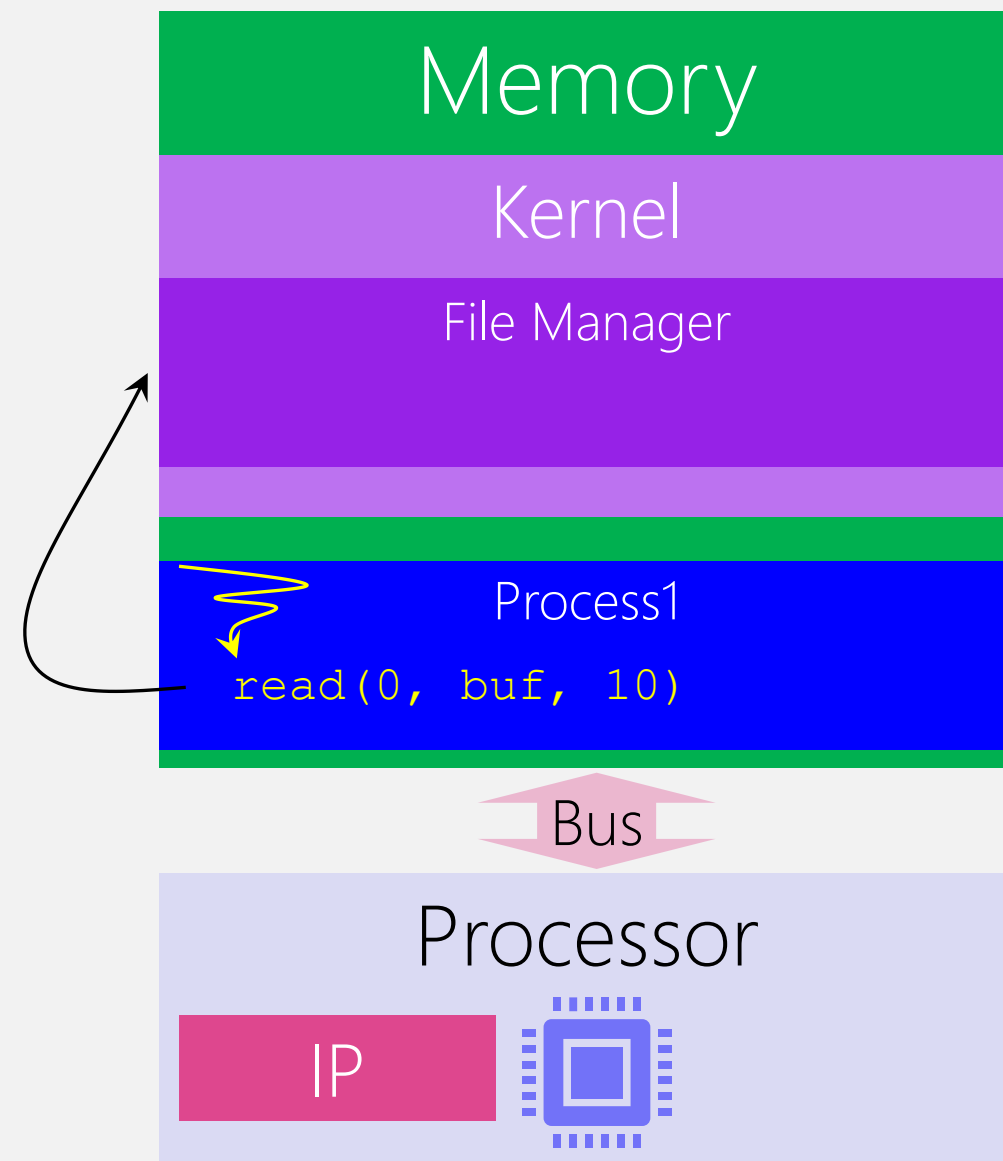 Memory
Kernel
File Manager
Process1
read(0, buf, 10)
Bus
Processor
IP